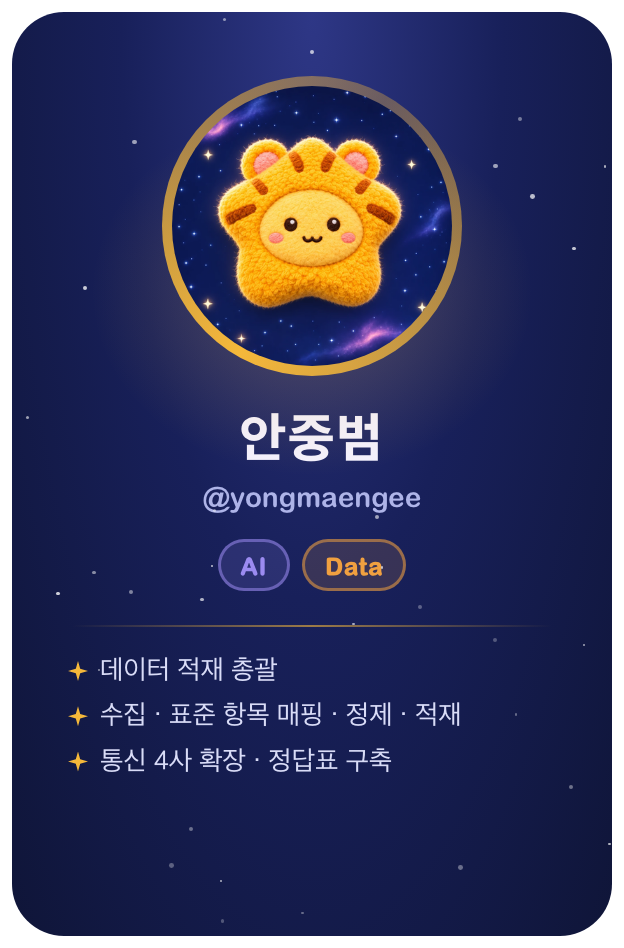 안중범
@yongmaengee
AI Data
데이터 적재 총괄
수집 · 표준 항목 매핑 · 정제 · 적재
통신 4사 확장 · 정답표 구축